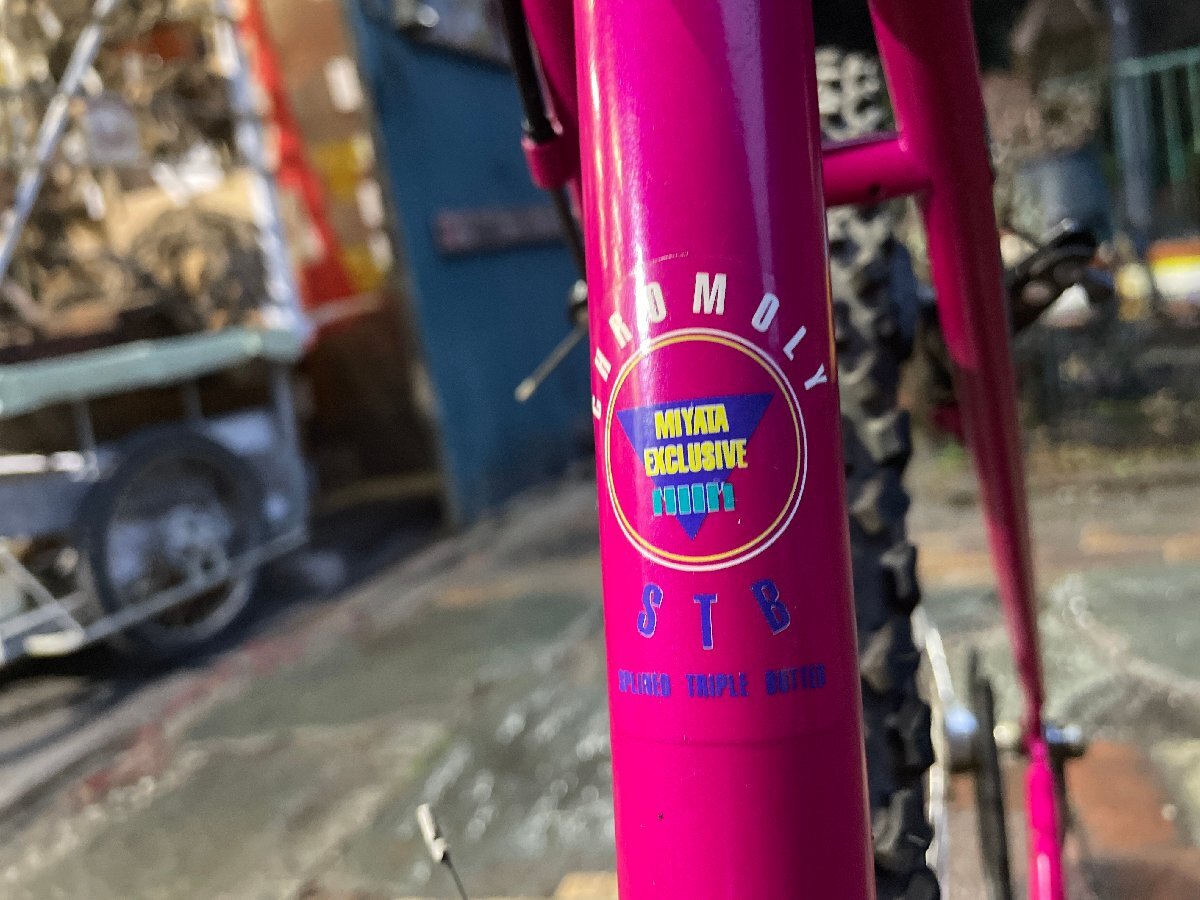 CHROMOLY
MIYATA
EXCLUSIVE
STB
SPLINED TRIPLE BUTTED